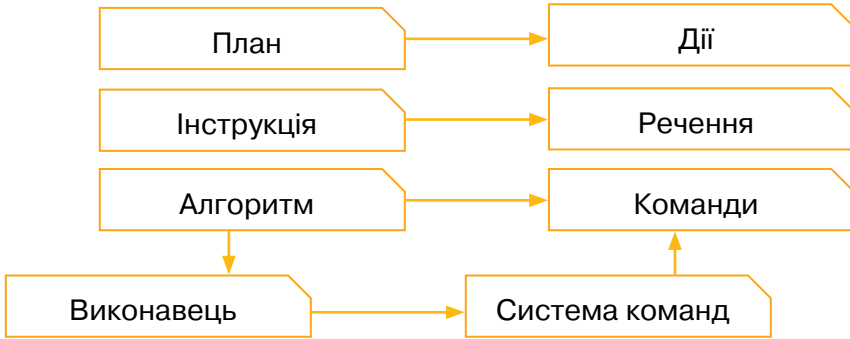 План
Дії
Інструкція
Речення
Алгоритм
Команди
Виконавець
Система команд